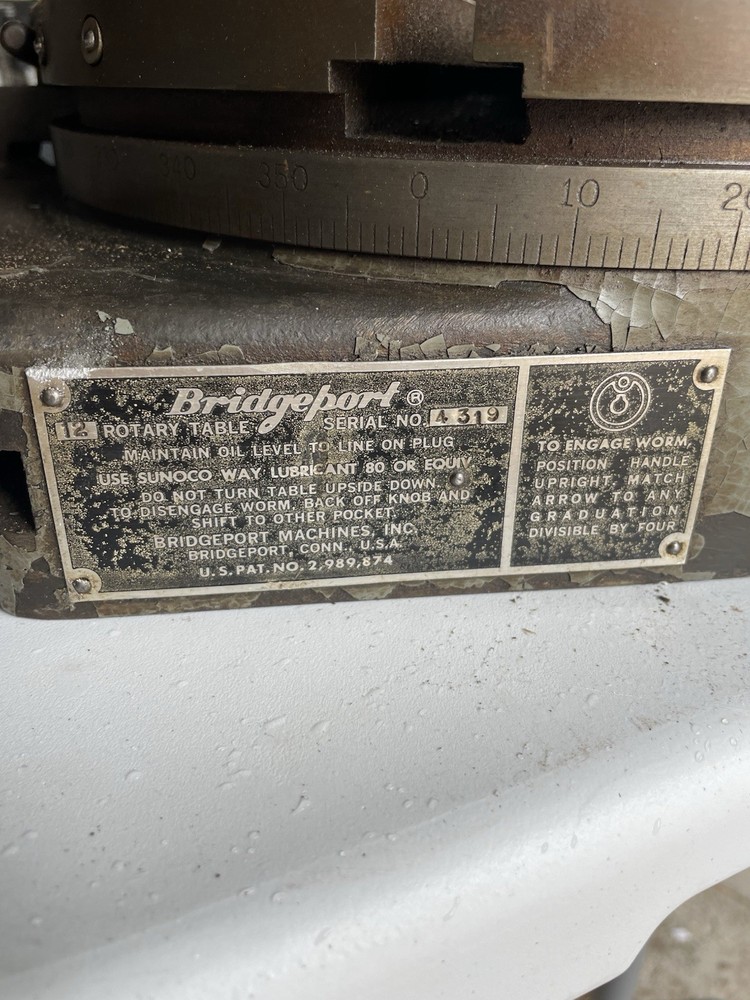 340 350 0 10 20
Bridgeport ®
12 ROTARY TABLE SERIAL NO. 4319
MAINTAIN OIL LEVEL TO LINE ON PLUG
USE SUNOCO WAY LUBRICANT 80 OR EQUIV.
DO NOT TURN TABLE UPSIDE DOWN.
TO DISENGAGE WORM, BACK OFF KNOB AND
SHIFT TO OTHER POCKET.
BRIDGEPORT MACHINES, INC.
BRIDGEPORT, CONN. U.S.A.
U.S. PAT. NO. 2,989,874
TO ENGAGE WORM,
POSITION HANDLE
UPRIGHT, MATCH
ARROW TO ANY
GRADUATION
DIVISIBLE BY FOUR